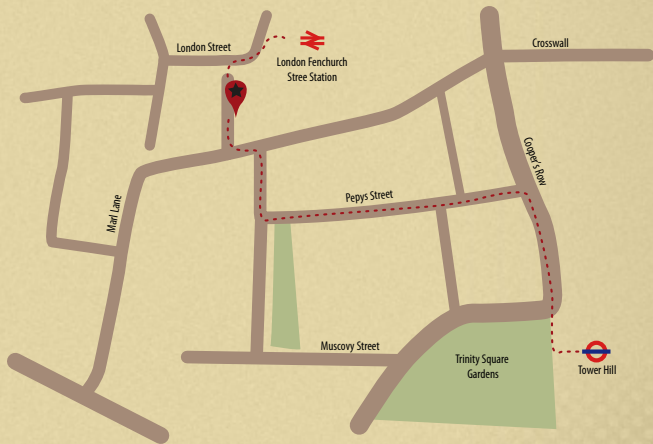 London Street
London Fenchurch
Stree Station
Crosswall
Cooper's Row
Pepys Street
Marl Lane
Muscovy Street
Trinity Square
Gardens
Tower Hill